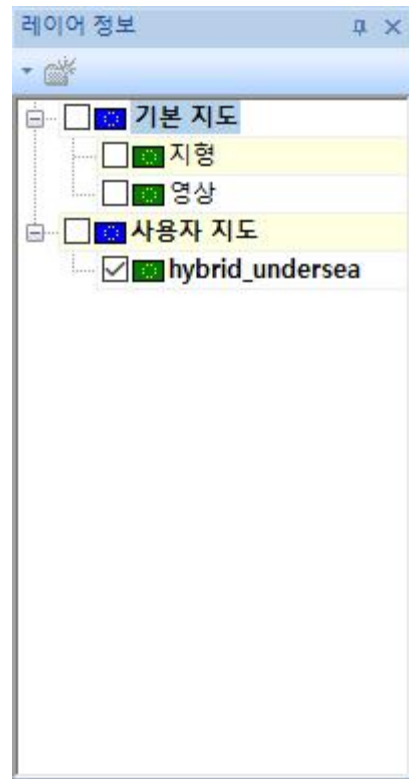 레이어 정보
기본 지도
지형
영상
사용자 지도
hybrid_undersea